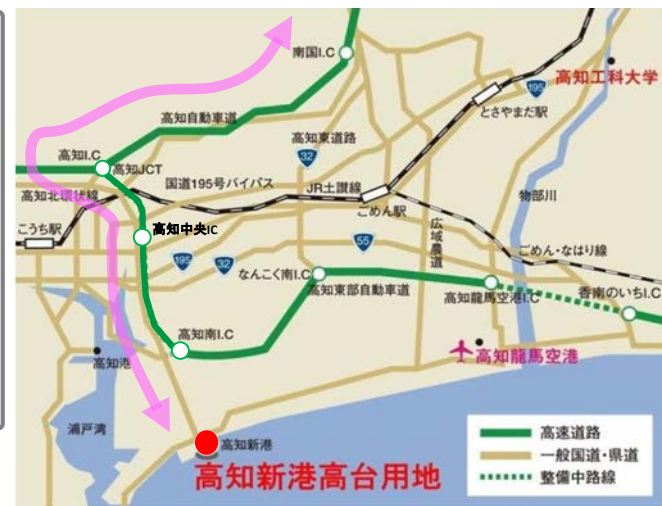 南国I.C
高知工科大学
195
とさやまだ駅
高知自動車道
高知東道路
32
高知I.C
高知JCT
国道195号バイパス
JR土讃線
高知北環状線
ごめん駅
物部川
こうち駅
高知中央IC
広域農道
55
ごめん・なはり線
195
32
なんこく南I.C
高知東部自動車道
高知龍馬空港I.C
香南のいちI.C
高知南I.C
高知港
高知龍馬空港
浦戸湾
高知新港
高知新港高台用地
高速道路
一般国道・県道
整備中路線